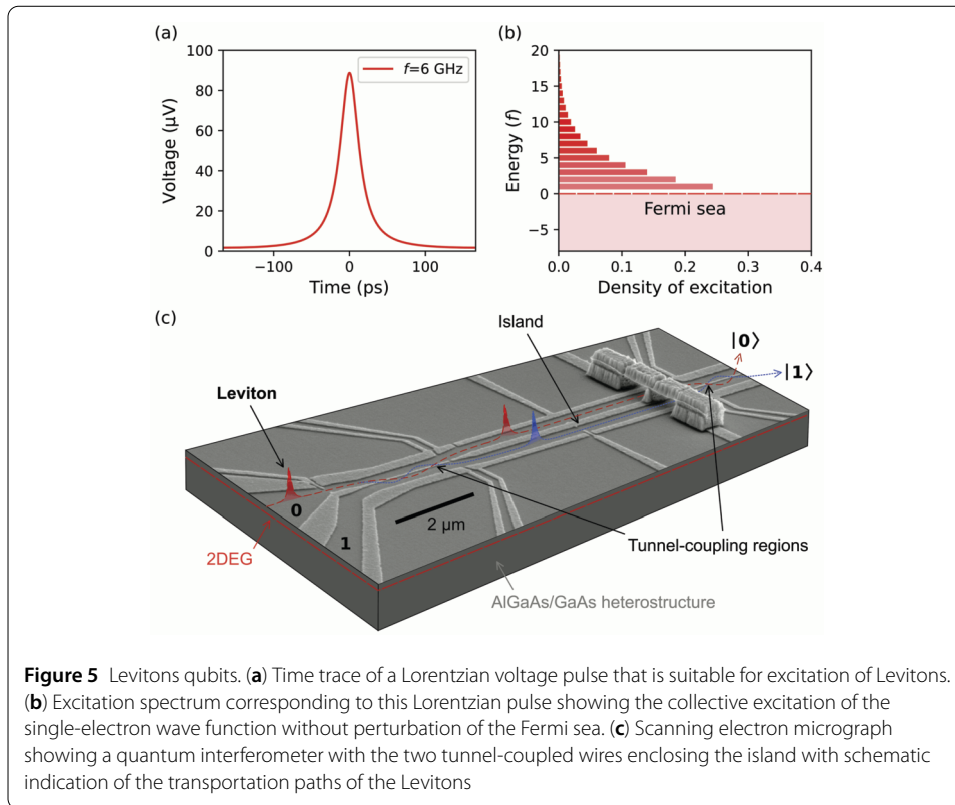 (a)
100
80
60
40
20
0
Voltage (μV)
f=6 GHz
−100
0
100
Time (ps)
(b)
20
15
10
5
0
−5
Energy (f)
Fermi sea
0.0
0.1
0.2
0.3
0.4
Density of excitation
(c)
Island
|0⟩
|1⟩
Leviton
0
1
2 μm
2DEG
Tunnel-coupling regions
AlGaAs/GaAs heterostructure
Figure 5 Levitons qubits. (a) Time trace of a Lorentzian voltage pulse that is suitable for excitation of Levitons.
(b) Excitation spectrum corresponding to this Lorentzian pulse showing the collective excitation of the
single-electron wave function without perturbation of the Fermi sea. (c) Scanning electron micrograph
showing a quantum interferometer with the two tunnel-coupled wires enclosing the island with schematic
indication of the transportation paths of the Levitons